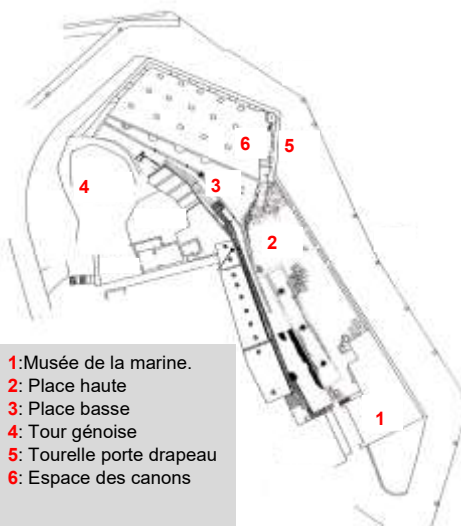 6
5
3
4
2
1
1:Musée de la marine.
2: Place haute
3: Place basse
4: Tour génoise
5: Tourelle porte drapeau
6: Espace des canons